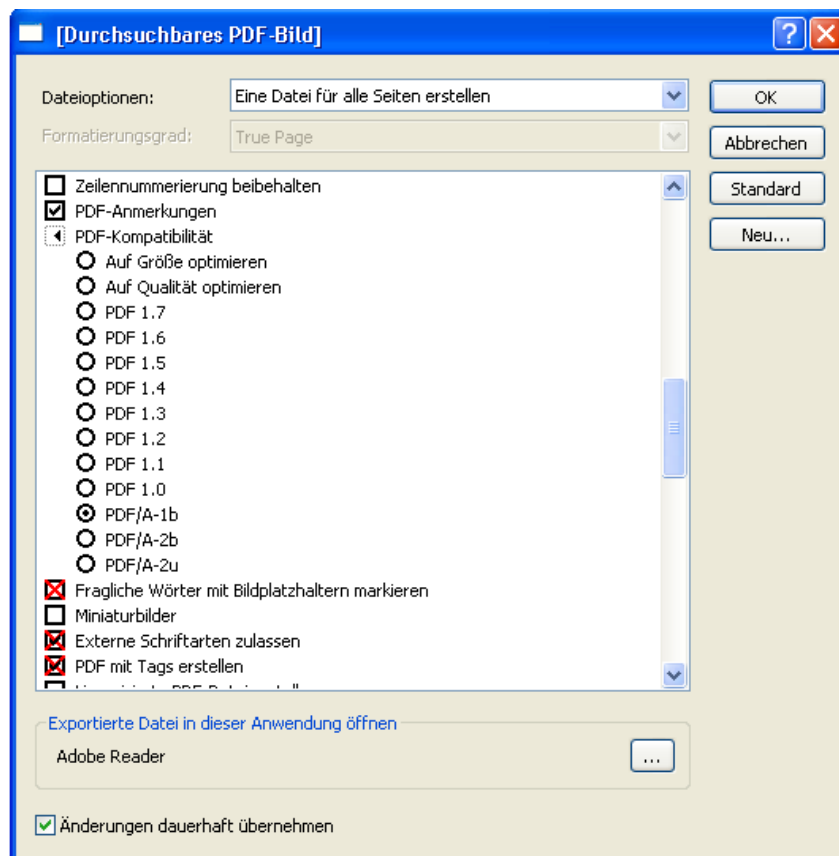 [Durchsuchbares PDF-Bild]
Dateioptionen:
Eine Datei für alle Seiten erstellen
OK
Formatierungsgrad:
True Page
Abbrechen
Zeilennummerierung beibehalten
Standard
PDF-Anmerkungen
PDF-Kompatibilität
Neu...
Auf Größe optimieren
Auf Qualität optimieren
PDF 1.7
PDF 1.6
PDF 1.5
PDF 1.4
PDF 1.3
PDF 1.2
PDF 1.1
PDF 1.0
PDF/A-1b
PDF/A-2b
PDF/A-2u
Fragliche Wörter mit Bildplatzhaltern markieren
Miniaturbilder
Externe Schriftarten zulassen
PDF mit Tags erstellen
Exportierte Datei in dieser Anwendung öffnen
Adobe Reader
...
Änderungen dauerhaft übernehmen